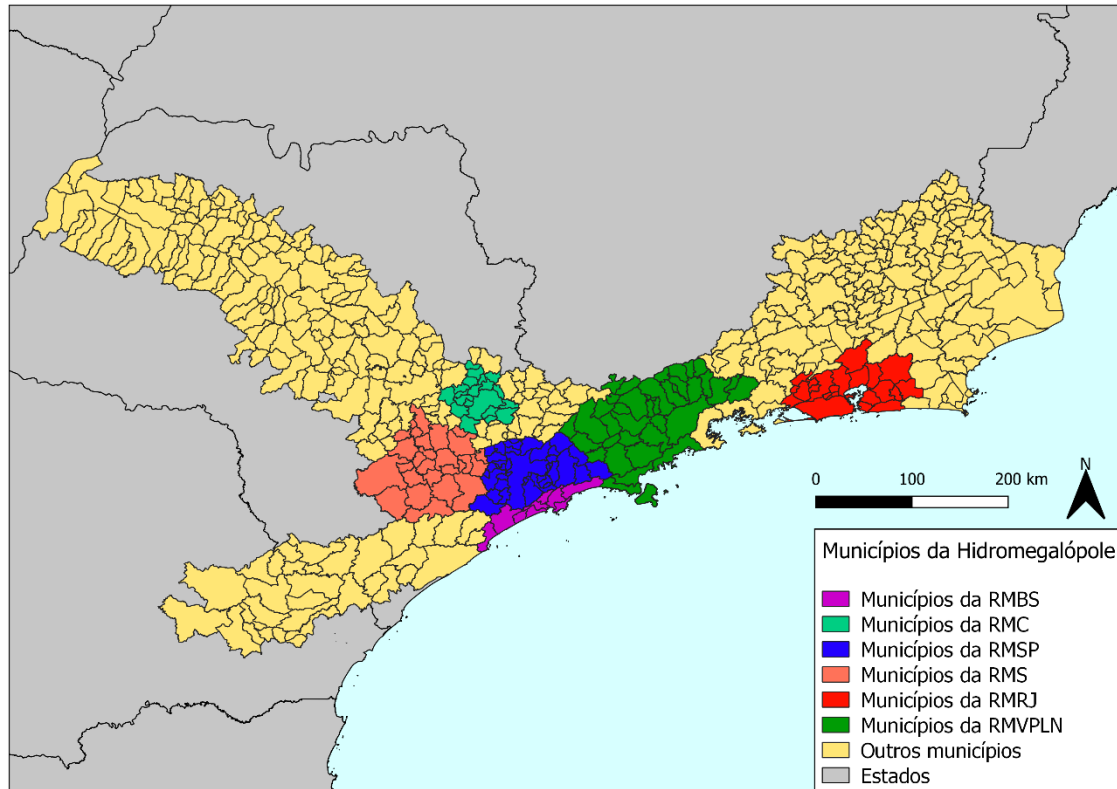 N
0 100 200 km
Municípios da Hidromegalópole
Municípios da RMBS
Municípios da RMC
Municípios da RMSP
Municípios da RMS
Municípios da RMRJ
Municípios da RMVPLN
Outros municípios
Estados